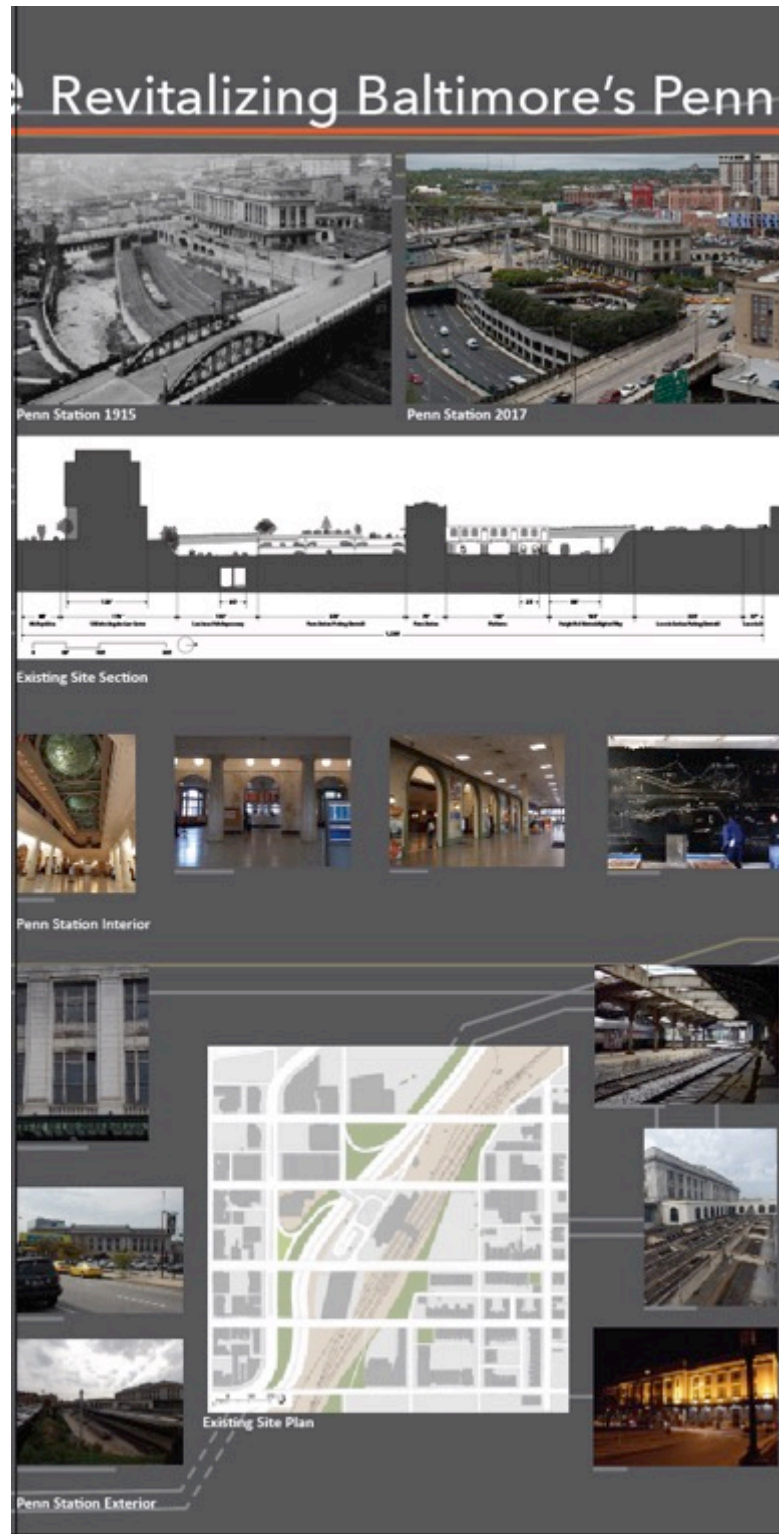 e Revitalizing Baltimore's Penn
Penn Station 1915
Penn Station 2017
Existing Site Section
Penn Station Interior
Existing Site Plan
Penn Station Exterior